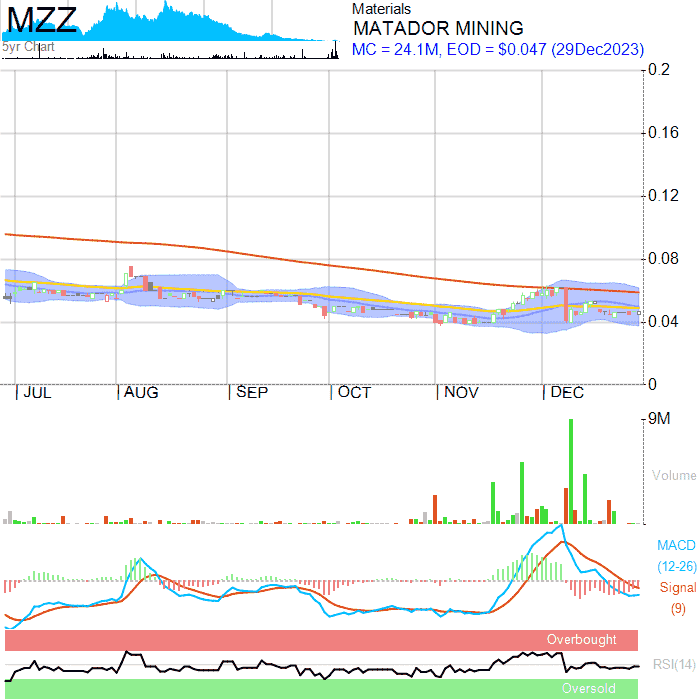 MZZ
5yr Chart
Materials
MATADOR MINING
MC = 24.1M, EOD = $0.047 (29Dec2023)
0.2
0.16
0.12
0.08
0.04
0
JUL AUG SEP OCT NOV DEC
9M
Volume
MACD
(12-26)
Signal
(9)
Overbought
RSI(14)
Oversold